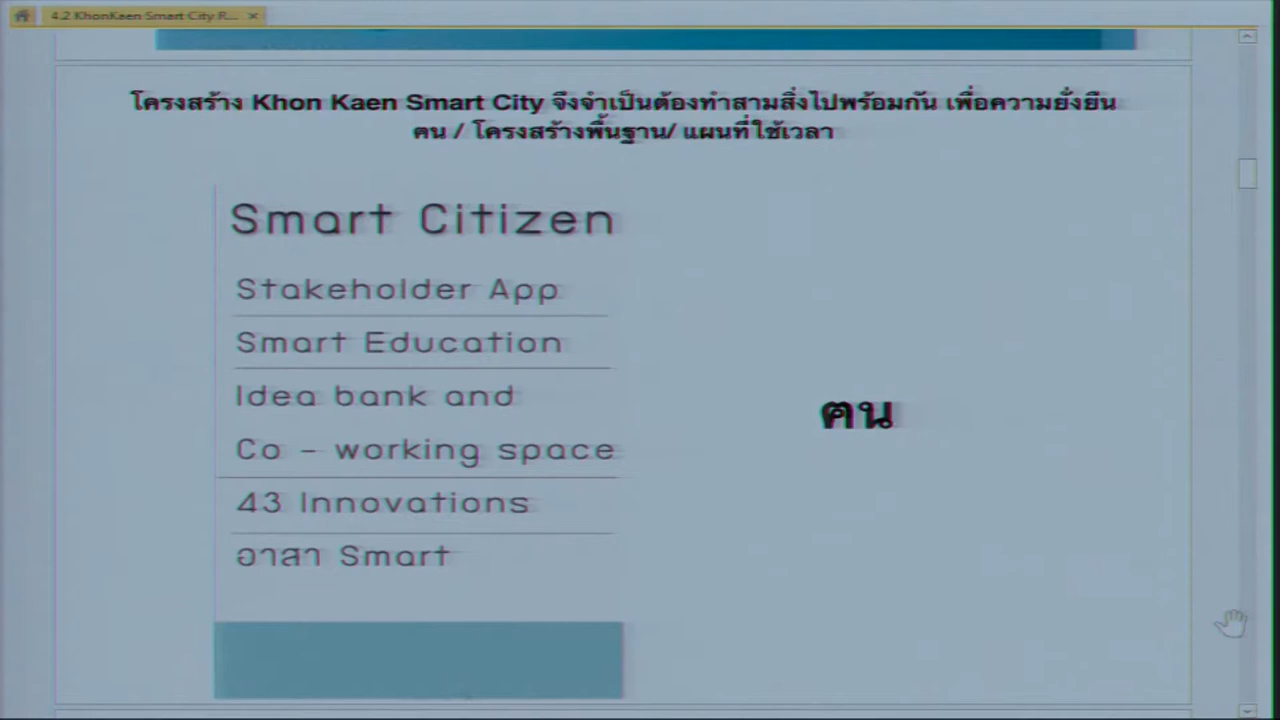 4.2 KhonKaen Smart City R...
โครงสร้าง Khon Kaen Smart City จึงจำเป็นต้องทำสามสิ่งไปพร้อมกัน เพื่อความยั่งยืน
คน / โครงสร้างพื้นฐาน/ แผนที่ใช้เวลา
Smart Citizen
Stakeholder App
Smart Education
Idea bank and
Co - working space
คน
43 Innovations
อาสา Smart